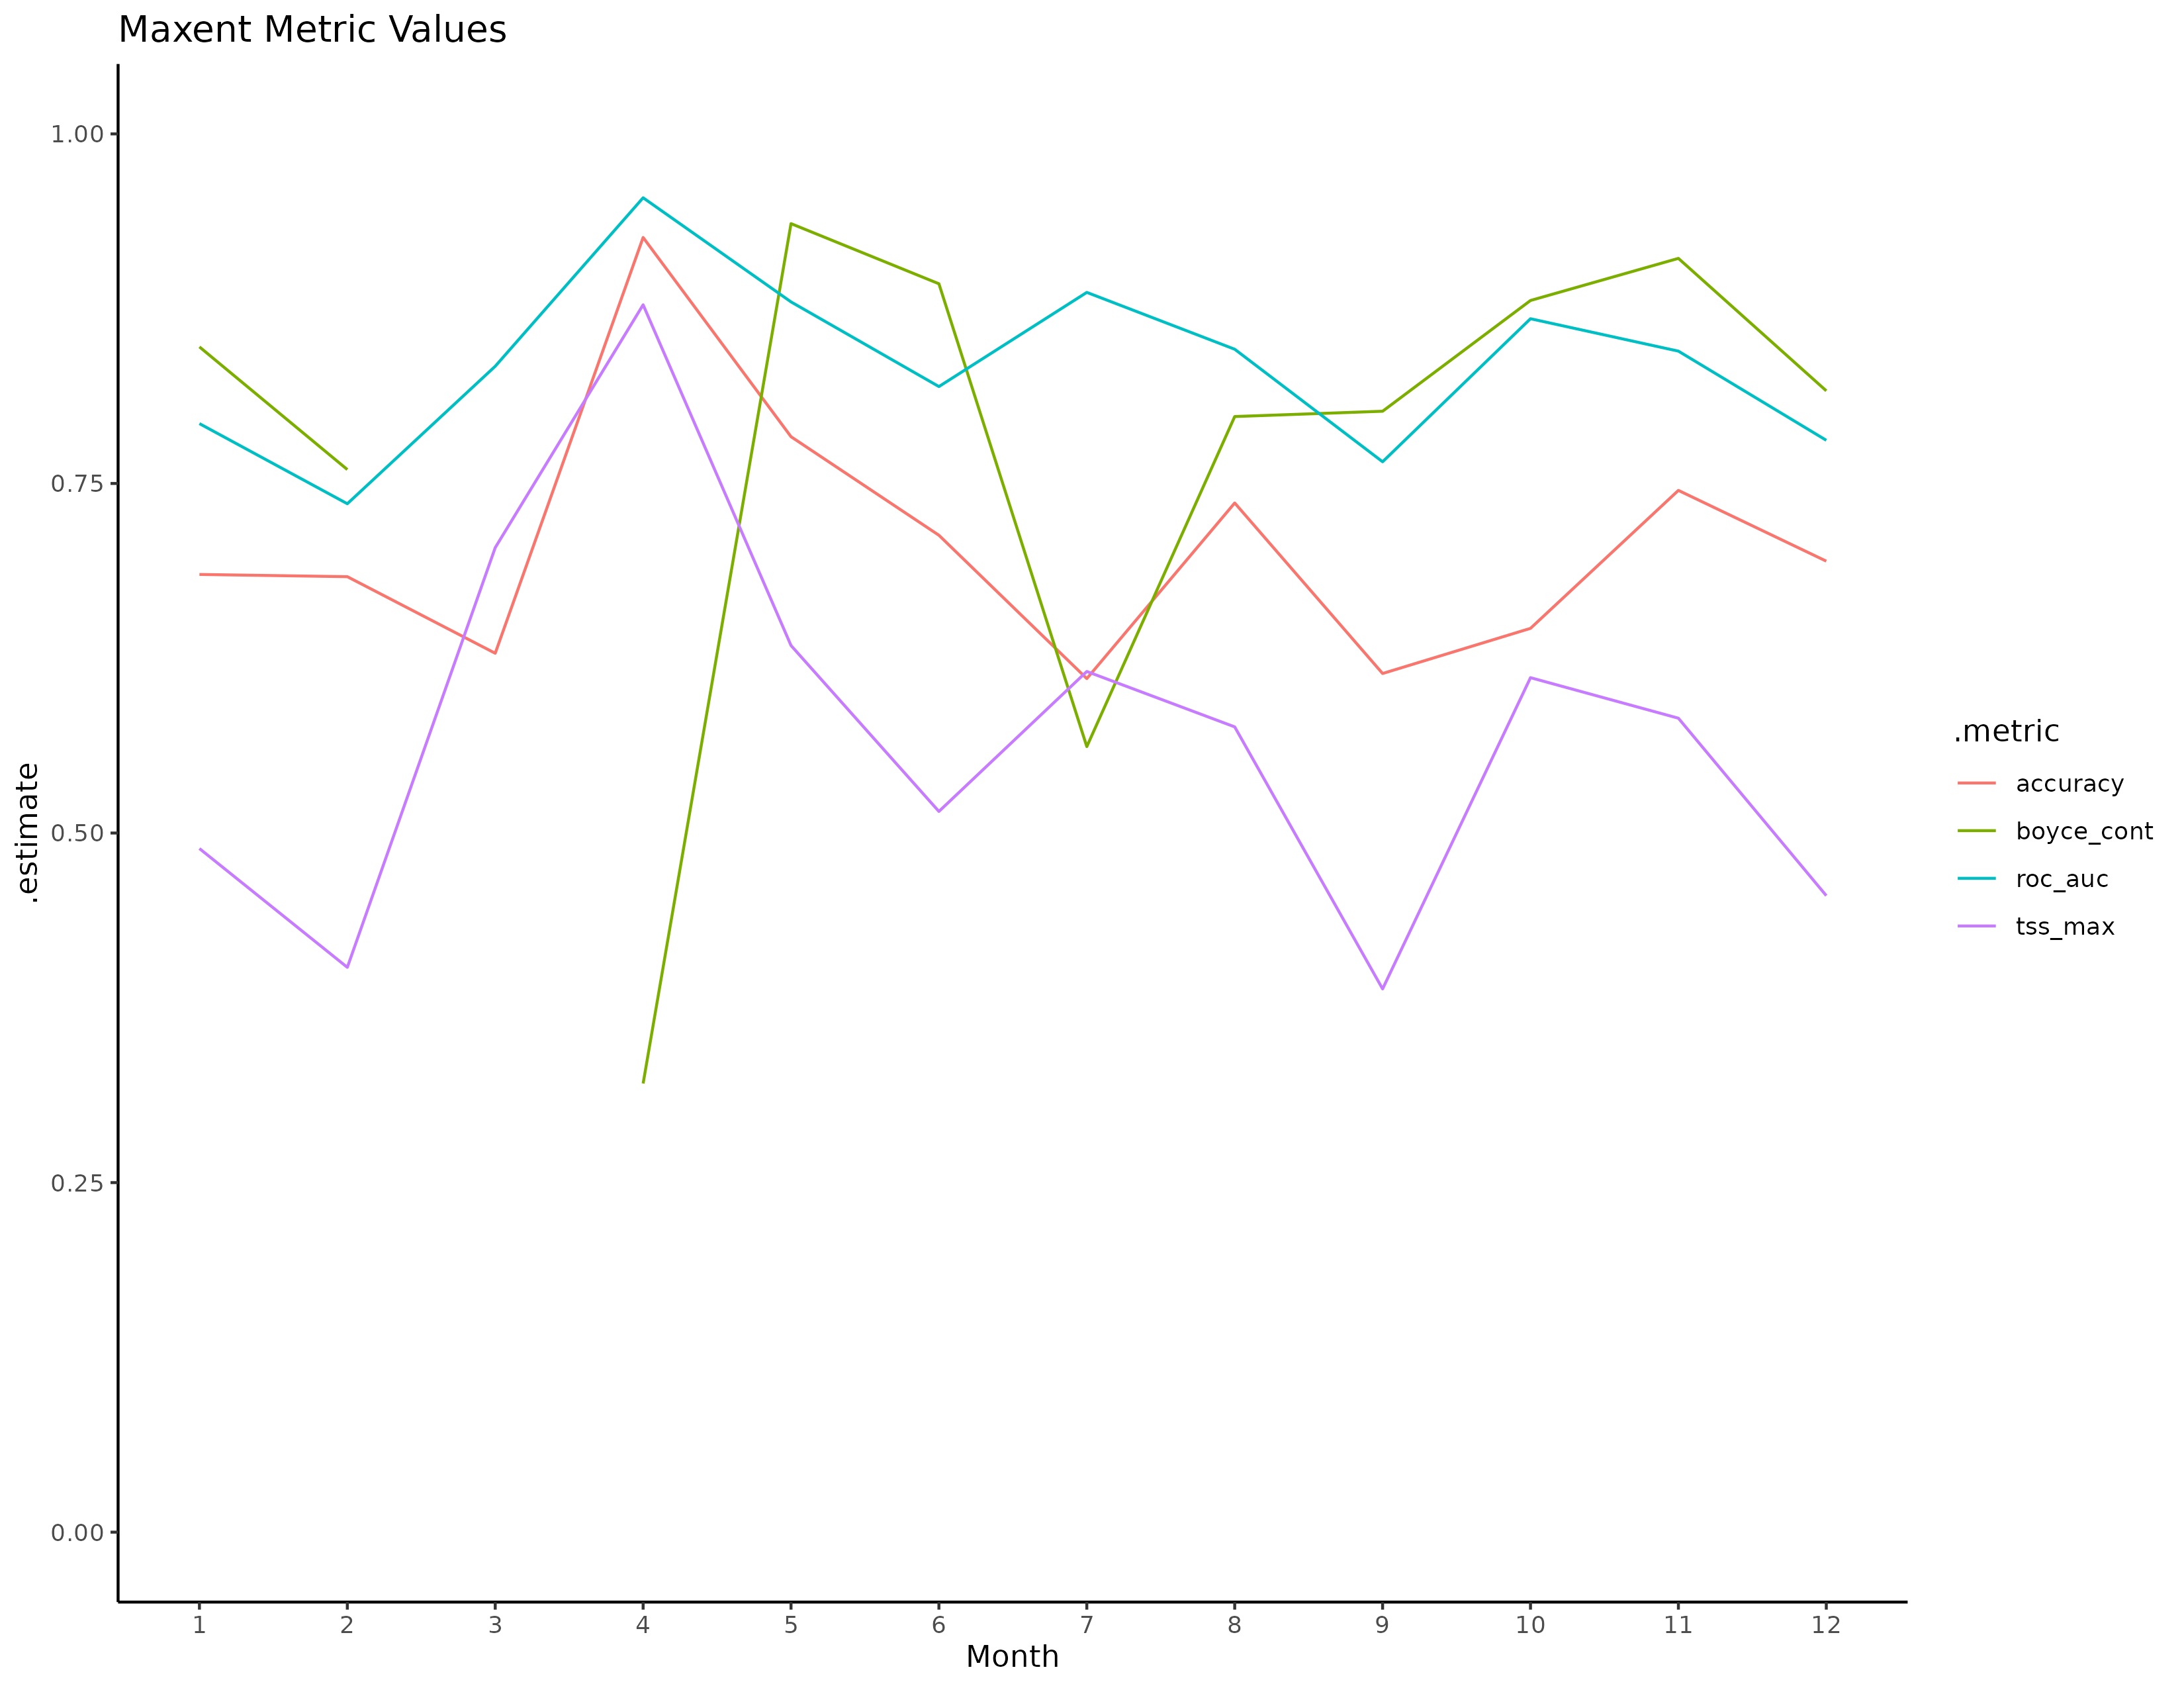 Maxent Metric Values
1.00
0.75
0.50
0.25
0.00
.estimate
1 2 3 4 5 6 7 8 9 10 11 12
Month
.metric
accuracy
boyce_cont
roc_auc
tss_max